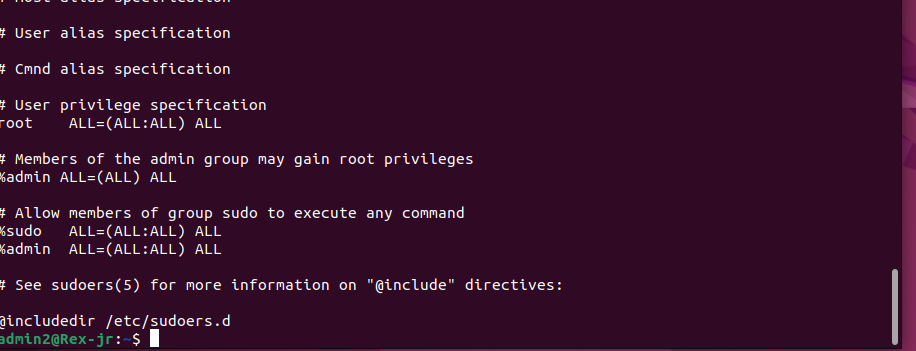 # Host alias specification
# User alias specification
# Cmnd alias specification
# User privilege specification
root    ALL=(ALL:ALL) ALL
# Members of the admin group may gain root privileges
%admin ALL=(ALL) ALL
# Allow members of group sudo to execute any command
%sudo   ALL=(ALL:ALL) ALL
%admin  ALL=(ALL:ALL) ALL
# See sudoers(5) for more information on "@include" directives:
@includedir /etc/sudoers.d
admin2@Rex-jr:~$